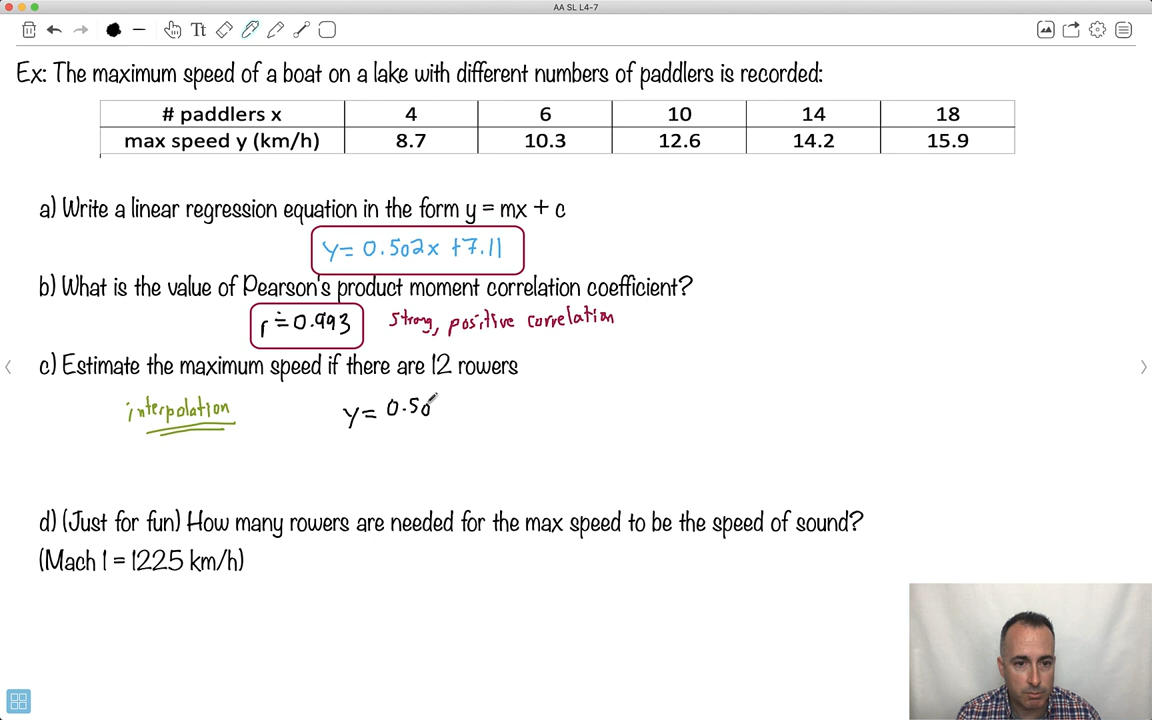 AA SL L4-7
Tt
Ex: The maximum speed of a boat on a lake with different numbers of paddlers is recorded:
# paddlers x 4 6 10 14 18
max speed y (km/h) 8.7 10.3 12.6 14.2 15.9
a) Write a linear regression equation in the form y = mx + c
y= 0.502x +7.11
b) What is the value of Pearson's product moment correlation coefficient?
r ≐ 0.993 strong, positive correlation
c) Estimate the maximum speed if there are 12 rowers
interpolation y= 0.50
d) (Just for fun) How many rowers are needed for the max speed to be the speed of sound?
(Mach 1 = 1225 km/h)